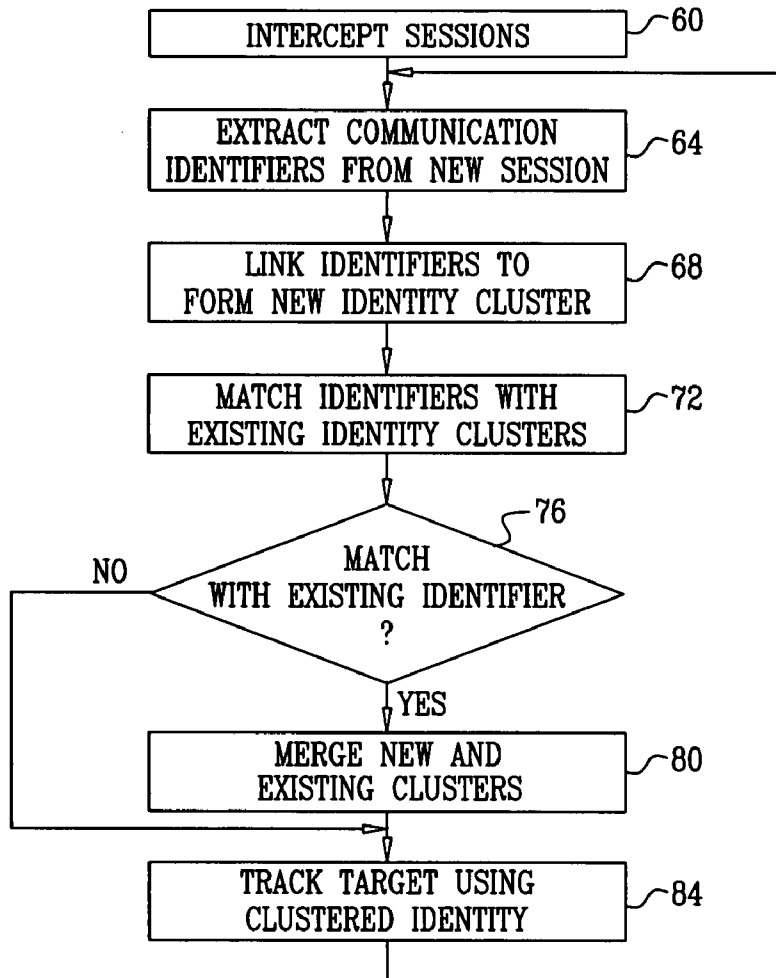 INTERCEPT SESSIONS
60
EXTRACT COMMUNICATION
IDENTIFIERS FROM NEW SESSION
64
LINK IDENTIFIERS TO
FORM NEW IDENTITY CLUSTER
68
MATCH IDENTIFIERS WITH
EXISTING IDENTITY CLUSTERS
72
76
NO
MATCH
WITH EXISTING IDENTIFIER
?
YES
MERGE NEW AND
EXISTING CLUSTERS
80
TRACK TARGET USING
CLUSTERED IDENTITY
84